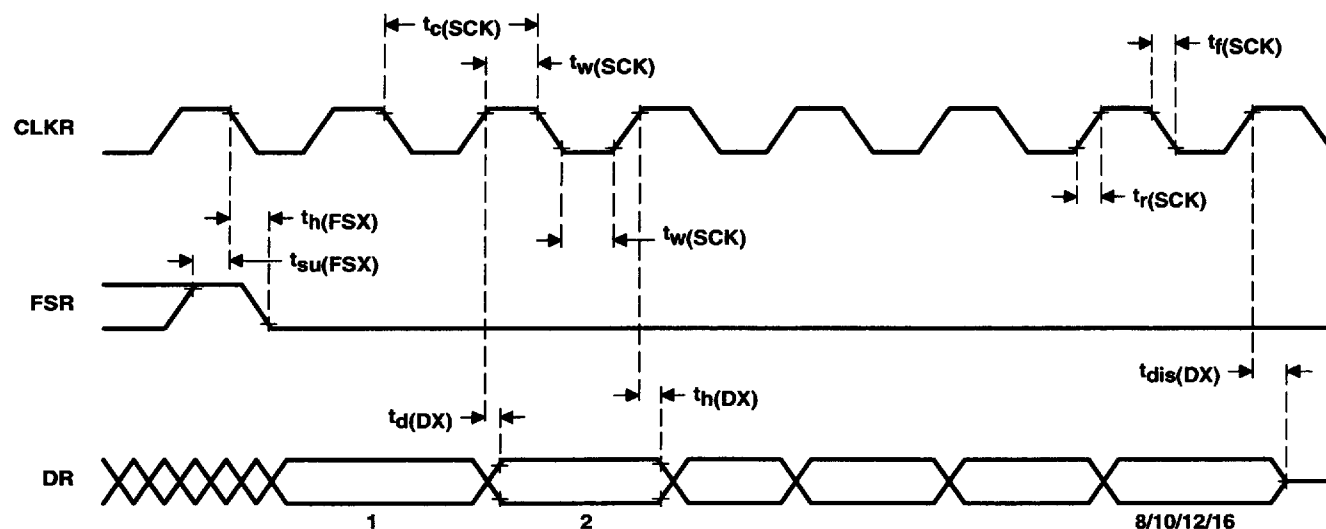 tc(SCK)
tw(SCK)
tf(SCK)
CLKR
tr(SCK)
th(FSX)
tw(SCK)
tsu(FSX)
FSR
tdis(DX)
th(DX)
td(DX)
DR
1 2 8/10/12/16